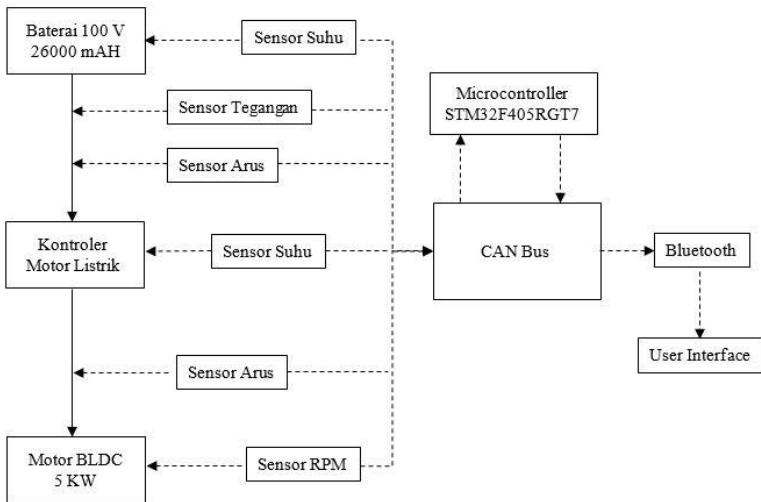 Baterai 100 V
26000 mAH
Sensor Suhu
Sensor Tegangan
Sensor Arus
Microcontroller
STM32F405RGT7
Kontroler
Motor Listrik
Sensor Suhu
CAN Bus
Bluetooth
User Interface
Sensor Arus
Motor BLDC
5 KW
Sensor RPM